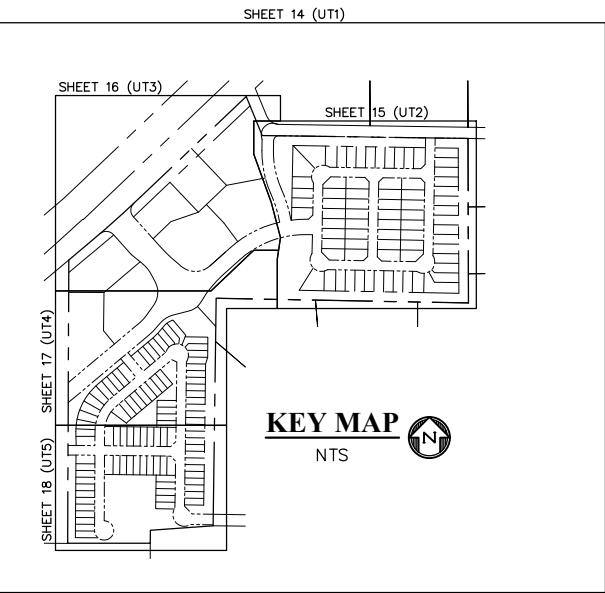 SHEET 14 (UT1)
SHEET 16 (UT3)
SHEET 15 (UT2)
SHEET 17 (UT4)
SHEET 18 (UT5)
KEY MAP
N
NTS